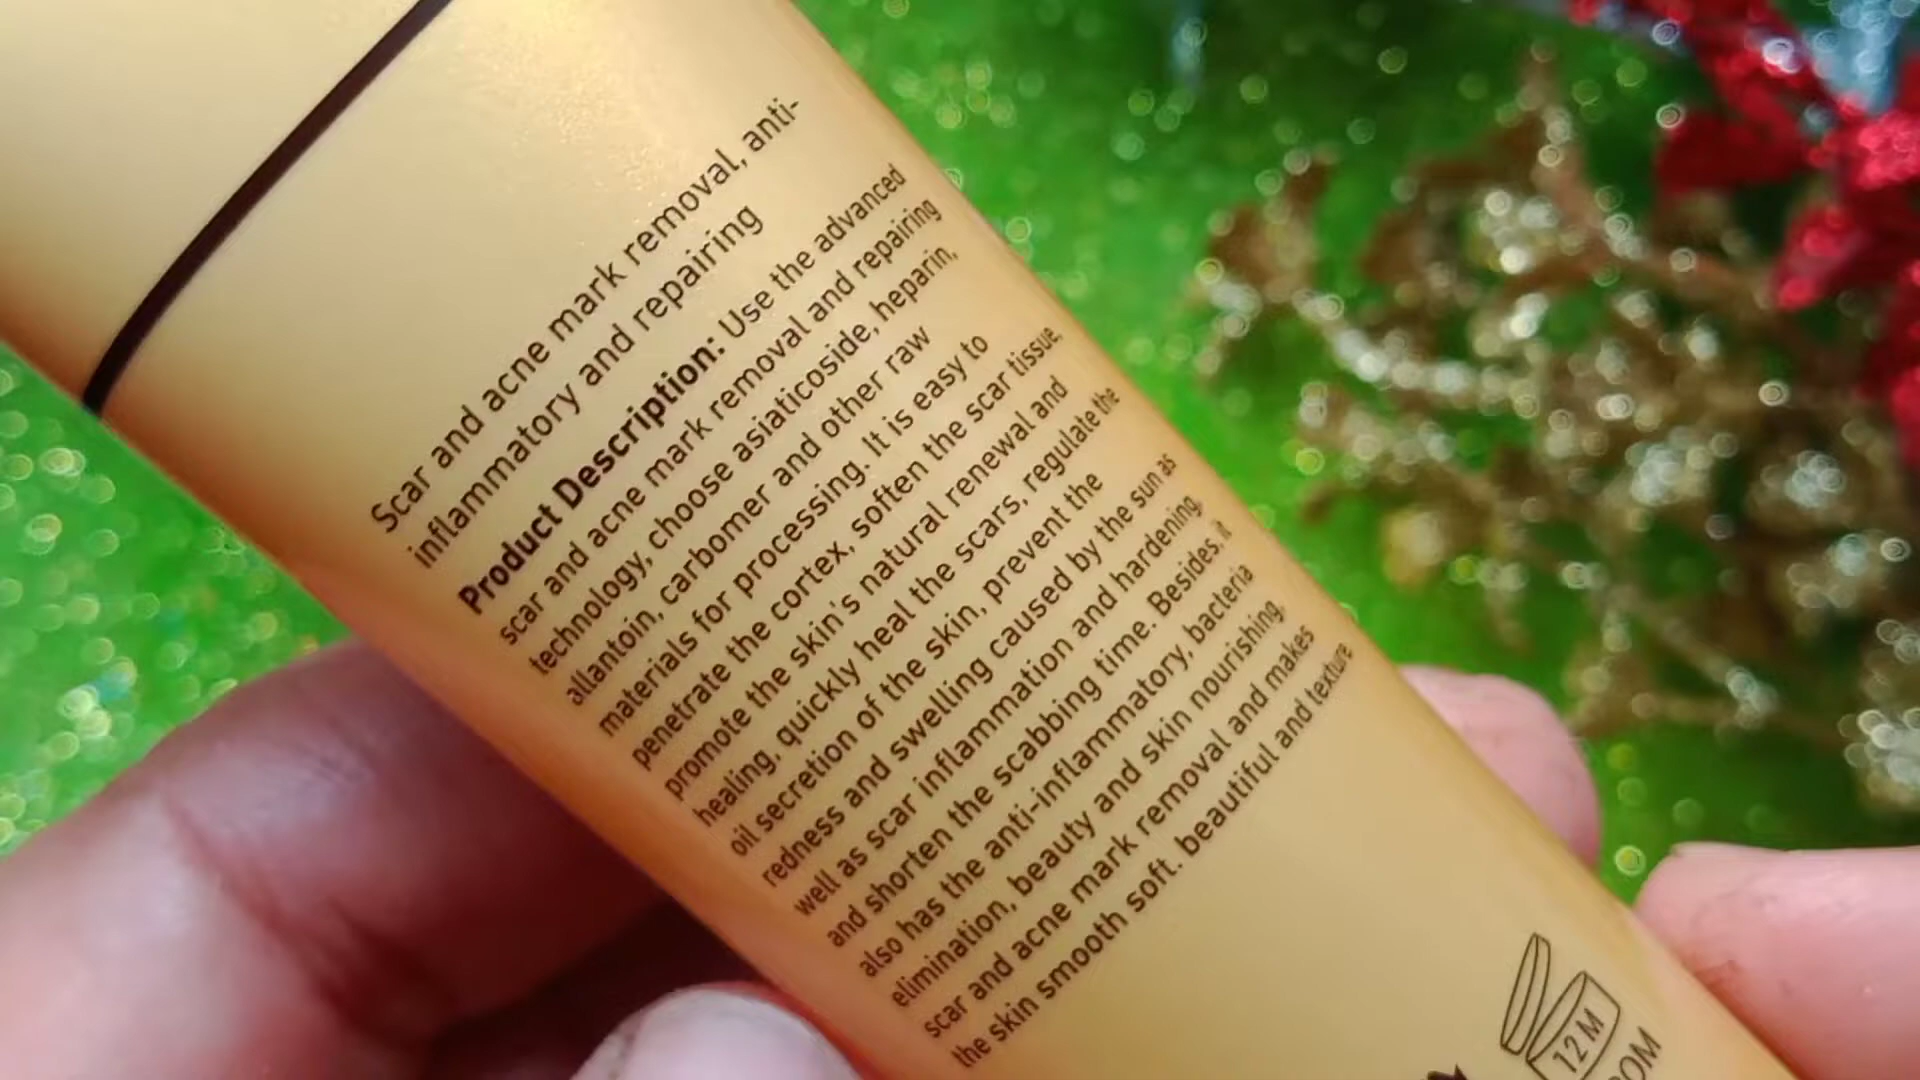 Scar and acne mark removal, anti-
inflammatory and repairing
Product Description: Use the advanced
scar and acne mark removal and repairing
technology, choose asiaticoside, heparin,
allantoin, carbomer and other raw
materials for processing. It is easy to
penetrate the cortex, soften the scar tissue,
promote the skin's natural renewal and
healing, quickly heal the scars, regulate the
oil secretion of the skin, prevent the
redness and swelling caused by the sun as
well as scar inflammation and hardening,
and shorten the scabbing time. Besides, it
also has the anti-inflammatory, bacteria
elimination, beauty and skin nourishing,
scar and acne mark removal and makes
the skin smooth soft. beautiful and texture
12 M